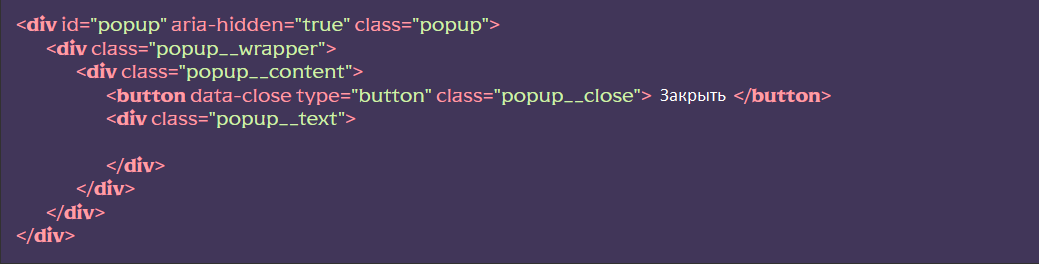 <div id="popup" aria-hidden="true" class="popup">
<div class="popup__wrapper">
<div class="popup__content">
<button data-close type="button" class="popup__close"> Закрыть </button>
<div class="popup__text">
</div>
</div>
</div>
</div>